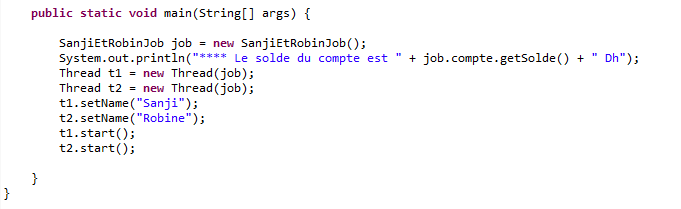 public static void main(String[] args) {
SanjiEtRobinJob job = new SanjiEtRobinJob();
System.out.println("**** Le solde du compte est " + job.compte.getSolde() + " Dh");
Thread t1 = new Thread(job);
Thread t2 = new Thread(job);
t1.setName("Sanji");
t2.setName("Robine");
t1.start();
t2.start();
}
}